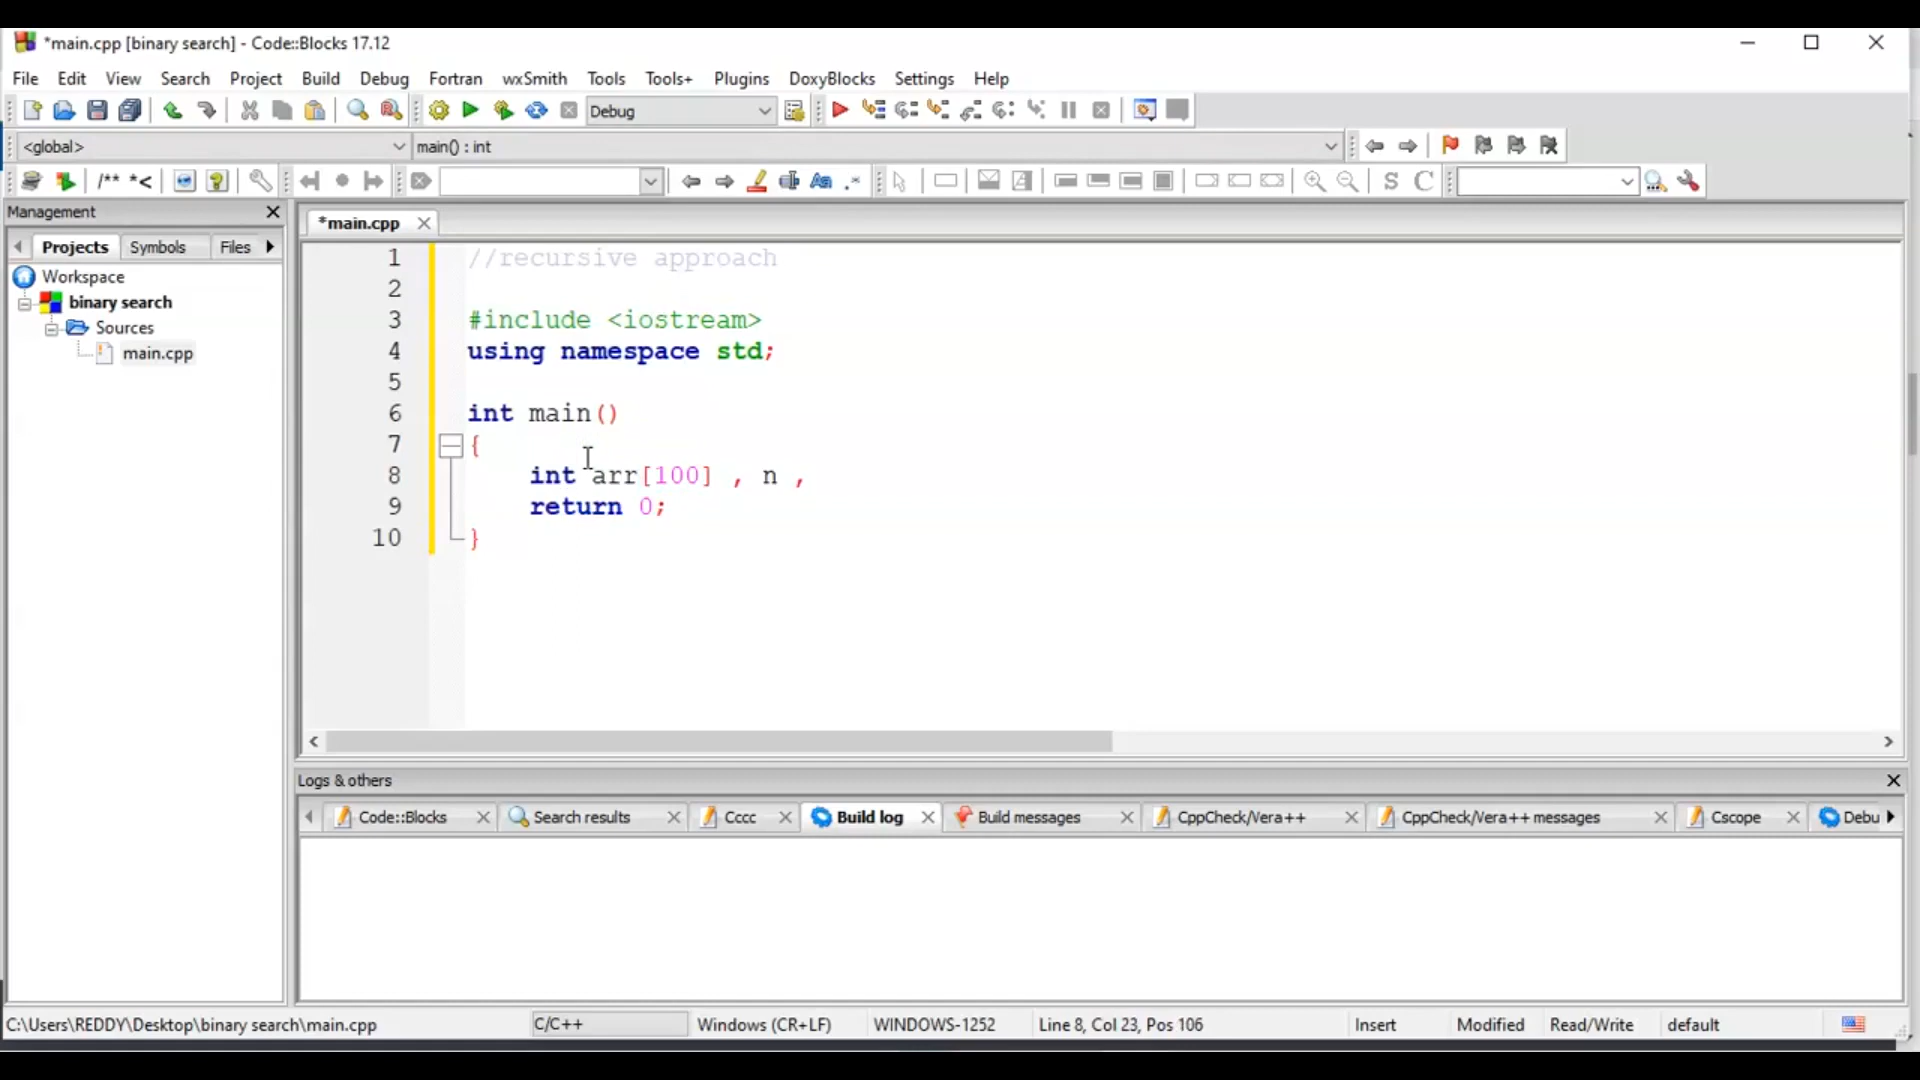 *main.cpp [binary search] - Code::Blocks 17.12
File Edit View Search Project Build Debug Fortran wxSmith Tools Tools+ Plugins DoxyBlocks Settings Help
Debug
<global> main() : int
/** *< Aa .* S C
Management
Projects Symbols Files
Workspace
binary search
Sources
main.cpp
*main.cpp
1 //recursive approach
2
3 #include <iostream>
4 using namespace std;
5
6 int main()
7 {
8 int arr[100] , n ,
9 return 0;
10 }
Logs & others
Code::Blocks Search results Cccc Build log Build messages CppCheck/Vera++ CppCheck/Vera++ messages Cscope Debu
C:\Users\REDDY\Desktop\binary search\main.cpp C/C++ Windows (CR+LF) WINDOWS-1252 Line 8, Col 23, Pos 106 Insert Modified Read/Write default